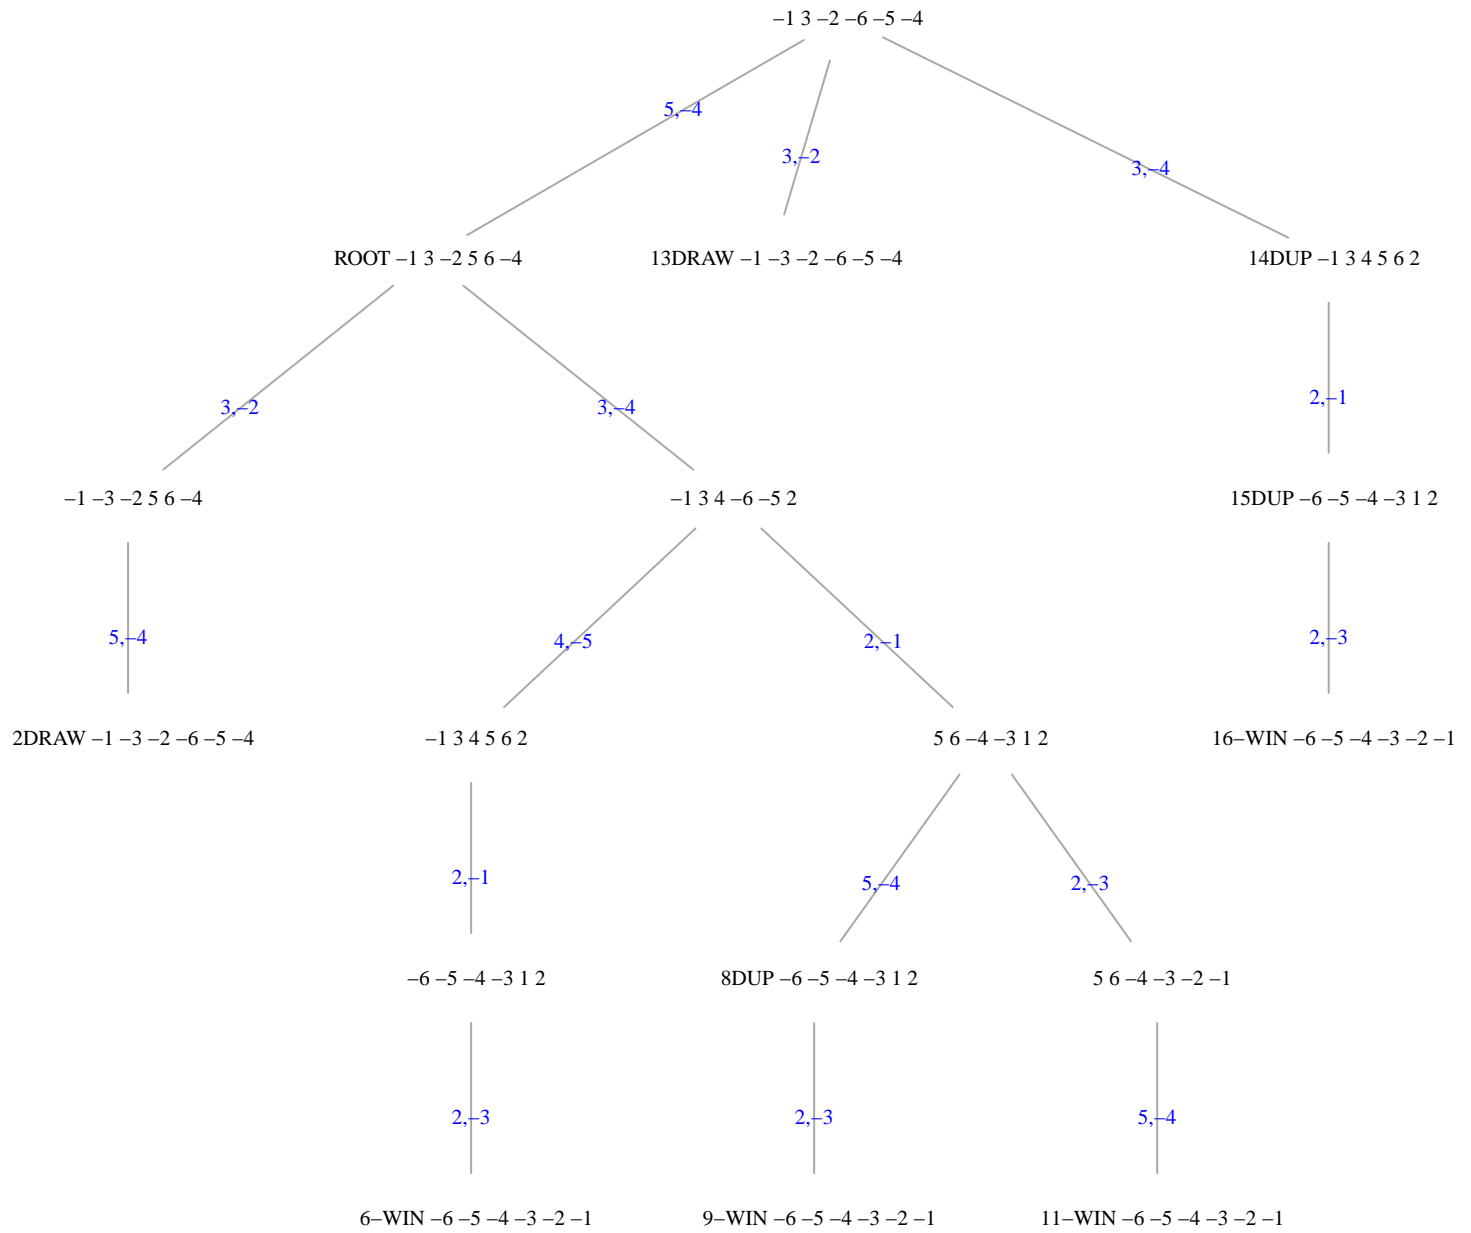 –1 3 –2 –6 –5 –4
5,–4
3,–2
3,–4
ROOT –1 3 –2 5 6 –4
13DRAW –1 –3 –2 –6 –5 –4
14DUP –1 3 4 5 6 2
3,–2
3,–4
2,–1
–1 –3 –2 5 6 –4
–1 3 4 –6 –5 2
15DUP –6 –5 –4 –3 1 2
5,–4
4,–5
2,–1
2,–3
2DRAW –1 –3 –2 –6 –5 –4
–1 3 4 5 6 2
5 6 –4 –3 1 2
16–WIN –6 –5 –4 –3 –2 –1
2,–1
5,–4
2,–3
–6 –5 –4 –3 1 2
8DUP –6 –5 –4 –3 1 2
5 6 –4 –3 –2 –1
2,–3
2,–3
5,–4
6–WIN –6 –5 –4 –3 –2 –1
9–WIN –6 –5 –4 –3 –2 –1
11–WIN –6 –5 –4 –3 –2 –1